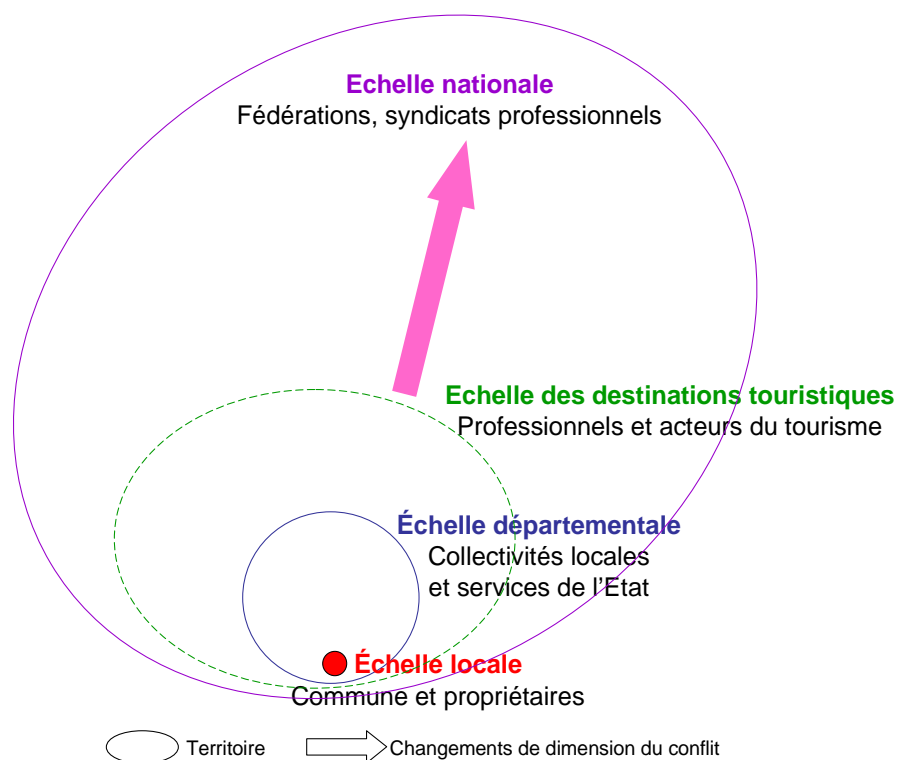 Echelle nationale
Fédérations, syndicats professionnels
Echelle des destinations touristiques
Professionnels et acteurs du tourisme
Échelle départementale
Collectivités locales
et services de l'Etat
Échelle locale
Commune et propriétaires
Territoire
Changements de dimension du conflit